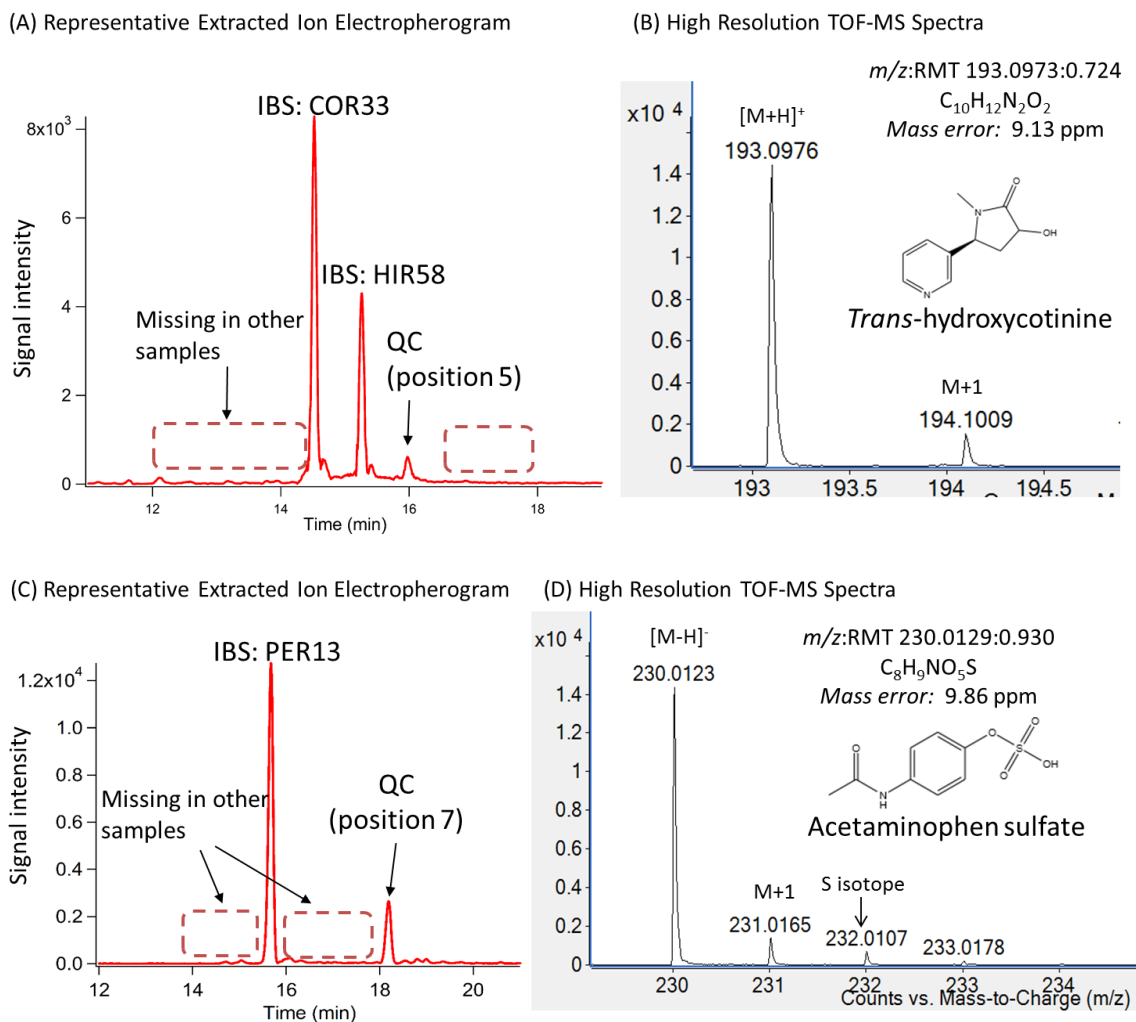 (A) Representative Extracted Ion Electropherogram
IBS: COR33
8x10³
6
4
2
0
Signal intensity
IBS: HIR58
Missing in other
samples
QC
(position 5)
12
14
16
18
Time (min)
(B) High Resolution TOF-MS Spectra
m/z:RMT 193.0973:0.724
C₁₀H₁₂N₂O₂
Mass error: 9.13 ppm
x10 4
[M+H]⁺
193.0976
1.4
1.2
1
0.8
0.6
0.4
0.2
0
O
N
OH
N
Trans-hydroxycotinine
M+1
194.1009
193
193.5
194
194.5
(C) Representative Extracted Ion Electropherogram
IBS: PER13
1.2x10⁴
1.0
0.8
0.6
0.4
0.2
0.0
Signal intensity
Missing in other
samples
QC
(position 7)
12
14
16
18
20
Time (min)
(D) High Resolution TOF-MS Spectra
m/z:RMT 230.0129:0.930
C₈H₉NO₅S
Mass error: 9.86 ppm
x10 4
[M-H]⁻
230.0123
1.4
1.2
1
0.8
0.6
0.4
0.2
0
O
O
O
S
O
OH
N
H
Acetaminophen sulfate
M+1
231.0165
S isotope
232.0107
233.0178
230
231
232
233
234
Counts vs. Mass-to-Charge (m/z)